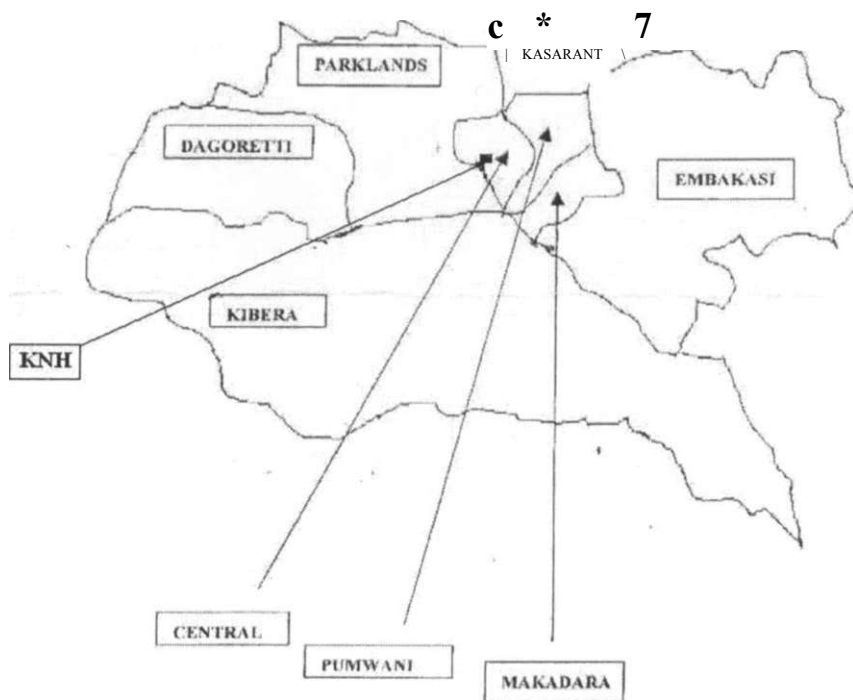 c * 7
KASARANT
PARKLANDS
DAGORETTI
EMBAKASI
KIBERA
KNH
CENTRAL
PUMWANI
MAKADARA